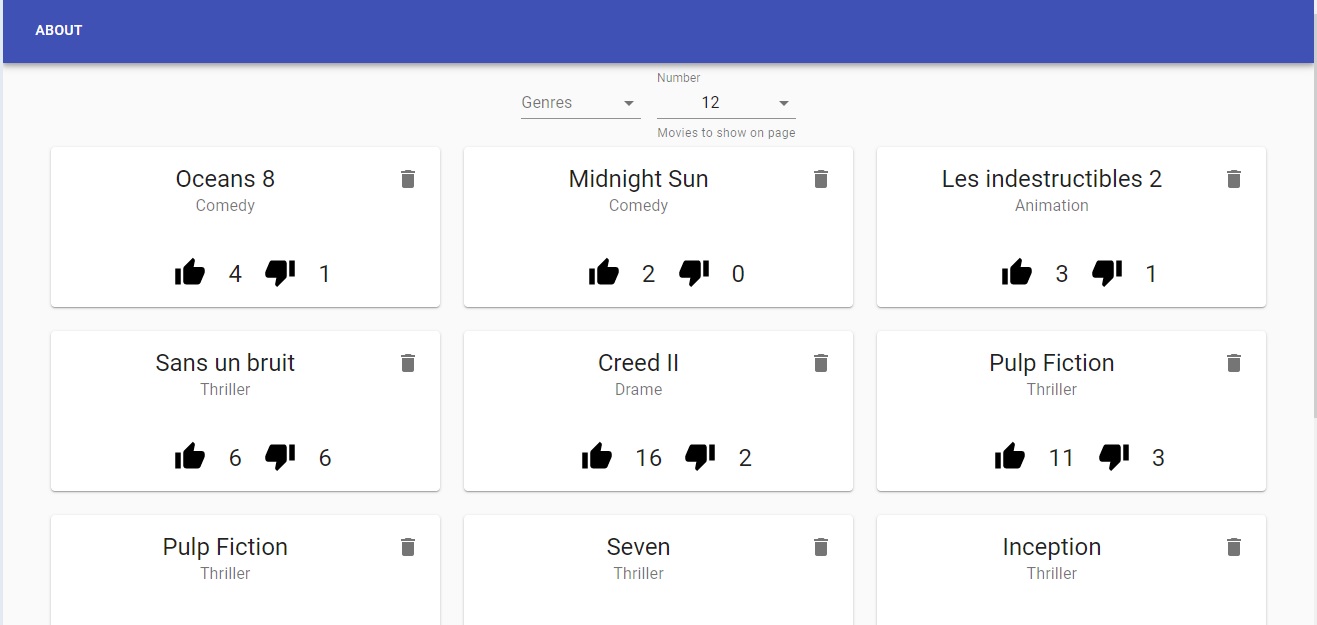 ABOUT
Number
Genres 12
Movies to show on page
Oceans 8 Midnight Sun Les indestructibles 2
Comedy Comedy Animation
4 1 2 0 3 1
Sans un bruit Creed II Pulp Fiction
Thriller Drame Thriller
6 6 16 2 11 3
Pulp Fiction Seven Inception
Thriller Thriller Thriller